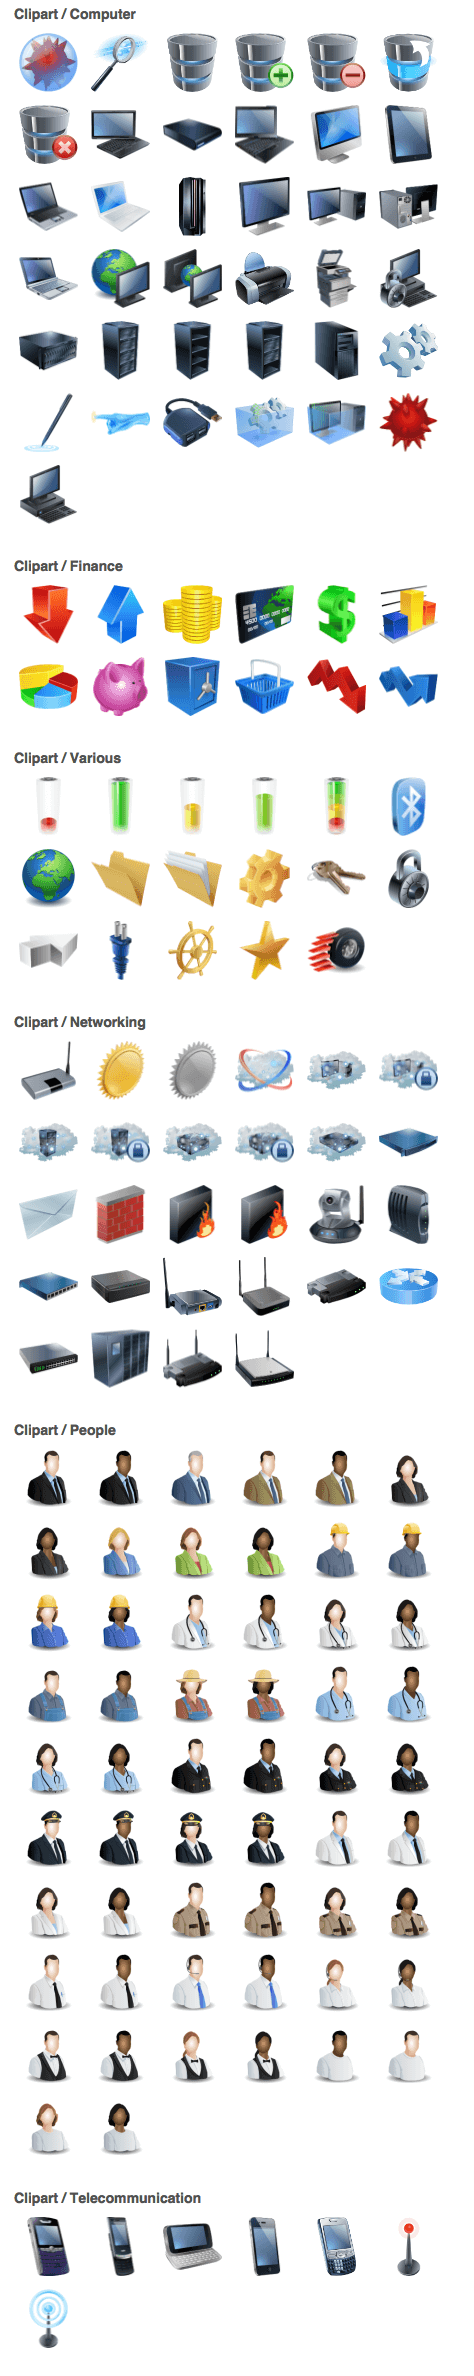 Clipart / Computer
Clipart / Finance
Clipart / Various
Clipart / Networking
Clipart / People
Clipart / Telecommunication